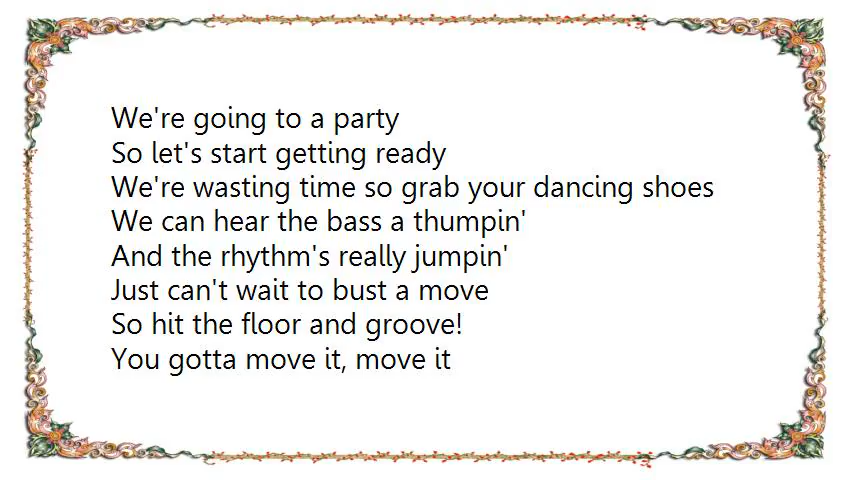 We're going to a party
So let's start getting ready
We're wasting time so grab your dancing shoes
We can hear the bass a thumpin'
And the rhythm's really jumpin'
Just can't wait to bust a move
So hit the floor and groove!
You gotta move it, move it